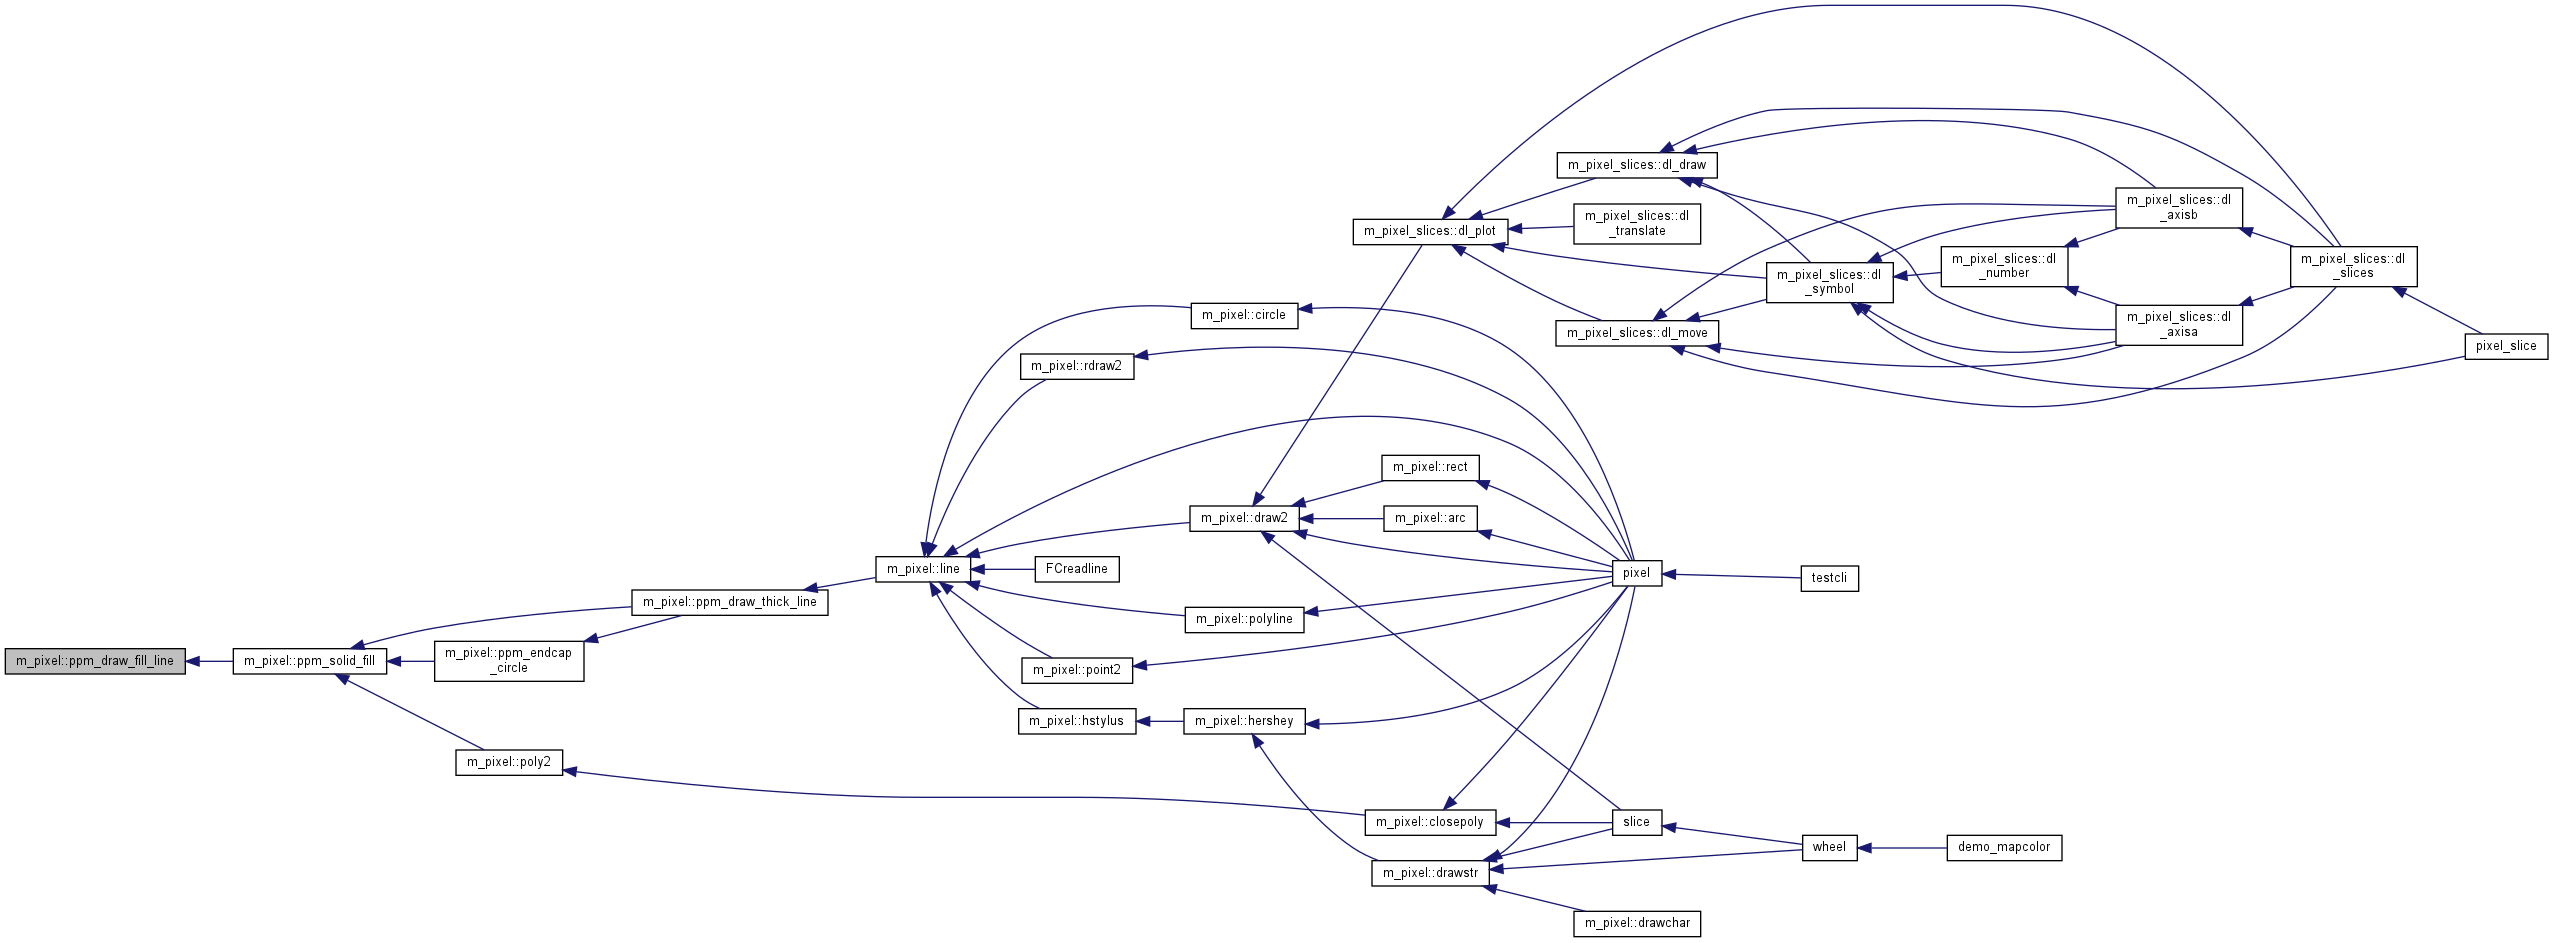 m_pixel::ppm_draw_fill_line
m_pixel::ppm_solid_fill
m_pixel::ppm_endcap
_circle
m_pixel::poly2
m_pixel::ppm_draw_thick_line
m_pixel::line
m_pixel::circle
m_pixel::rdraw2
m_pixel::draw2
FCreadline
m_pixel::polyline
m_pixel::point2
m_pixel::hstylus
m_pixel::hershey
m_pixel_slices::dl_plot
m_pixel::rect
m_pixel::arc
m_pixel::closepoly
m_pixel::drawstr
m_pixel_slices::dl_draw
m_pixel_slices::dl
_translate
m_pixel_slices::dl_move
pixel
slice
m_pixel::drawchar
m_pixel_slices::dl
_symbol
testcli
wheel
m_pixel_slices::dl
_number
demo_mapcolor
m_pixel_slices::dl
_axisb
m_pixel_slices::dl
_axisa
m_pixel_slices::dl
_slices
pixel_slice